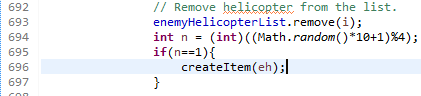 692 // Remove helicopter from the list.
693 enemyHelicopterList.remove(i);
694 int n = (int)((Math.random()*10+1)%4);
695 if(n==1){
696 createItem(eh);
697 }